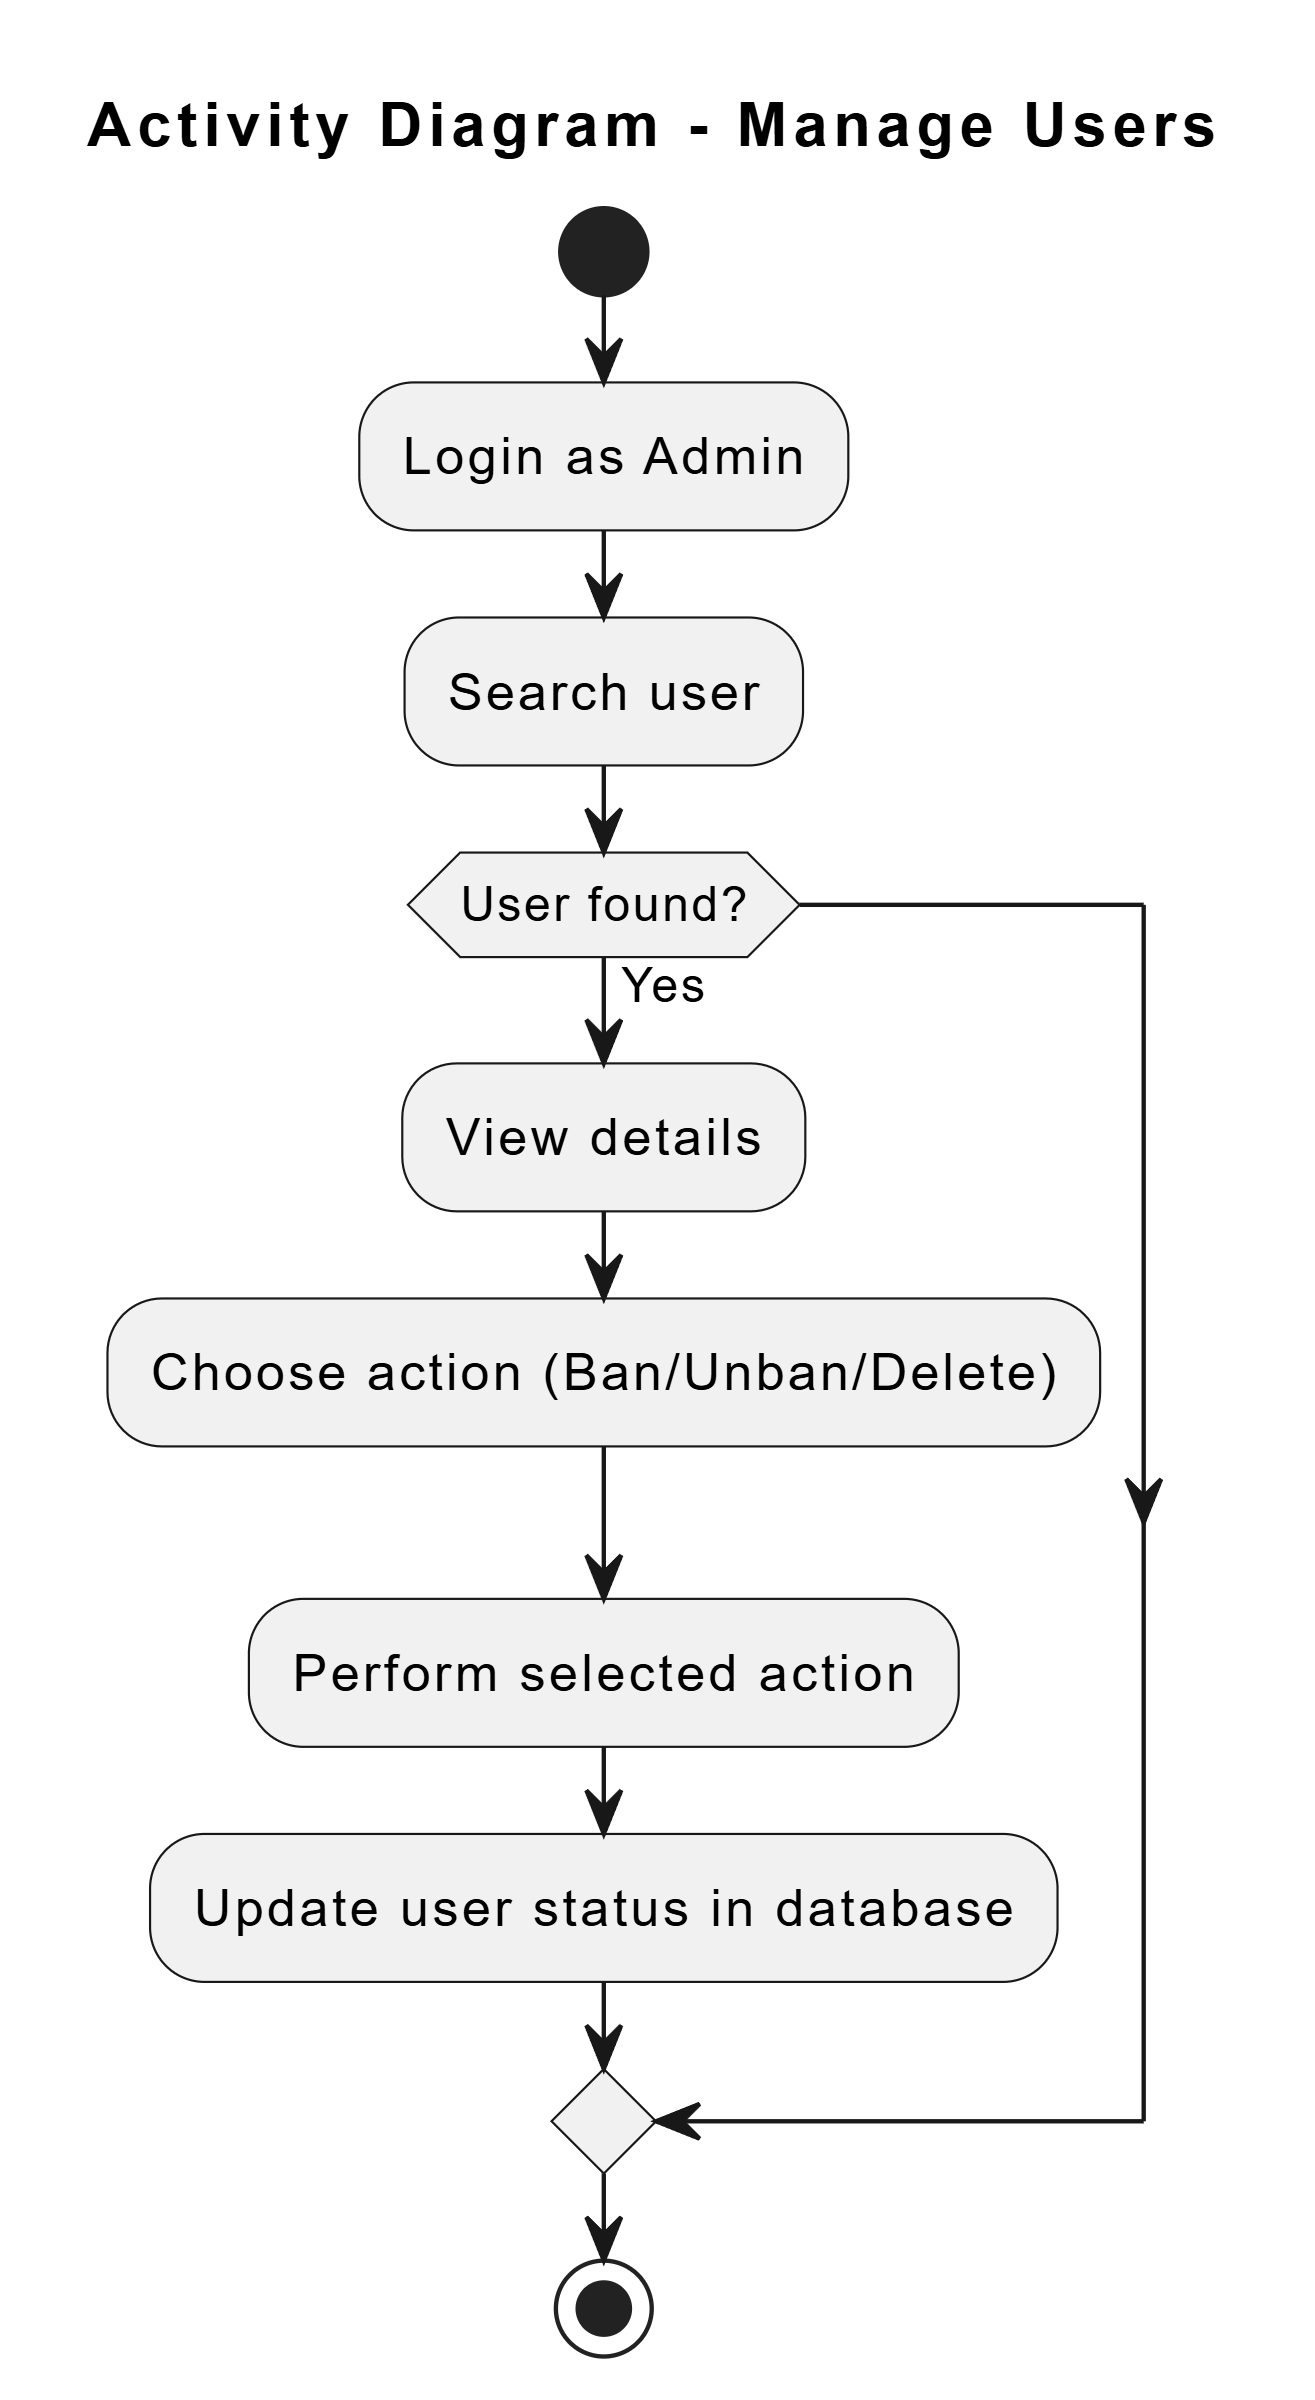 Activity Diagram - Manage Users
Login as Admin
Search user
User found?
Yes
View details
Choose action (Ban/Unban/Delete)
Perform selected action
Update user status in database